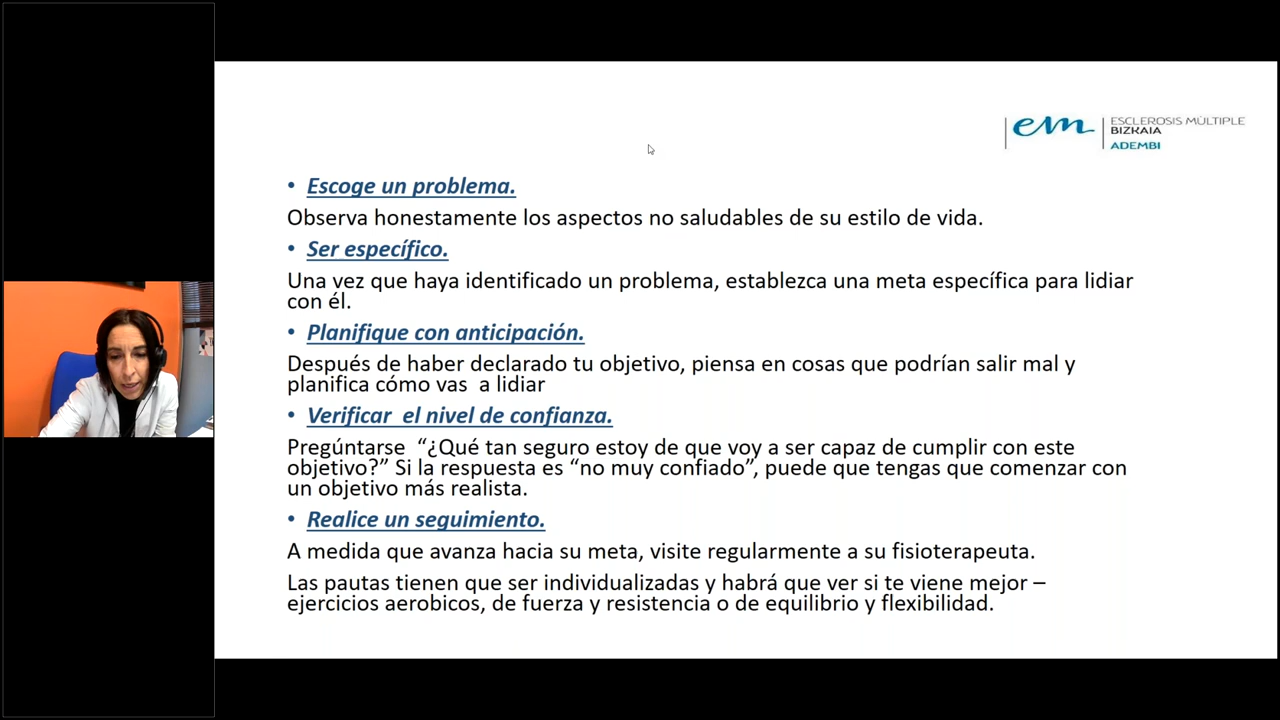 em
ESCLEROSIS MÚLTIPLE
BIZKAIA
ADEMBI
• Escoge un problema.
Observa honestamente los aspectos no saludables de su estilo de vida.
• Ser específico.
Una vez que haya identificado un problema, establezca una meta específica para lidiar
con él.
• Planifique con anticipación.
Después de haber declarado tu objetivo, piensa en cosas que podrían salir mal y
planifica cómo vas  a lidiar
• Verificar  el nivel de confianza.
Pregúntarse  “¿Qué tan seguro estoy de que voy a ser capaz de cumplir con este
objetivo?” Si la respuesta es “no muy confiado”, puede que tengas que comenzar con
un objetivo más realista.
• Realice un seguimiento.
A medida que avanza hacia su meta, visite regularmente a su fisioterapeuta.
Las pautas tienen que ser individualizadas y habrá que ver si te viene mejor –
ejercicios aerobicos, de fuerza y resistencia o de equilibrio y flexibilidad.